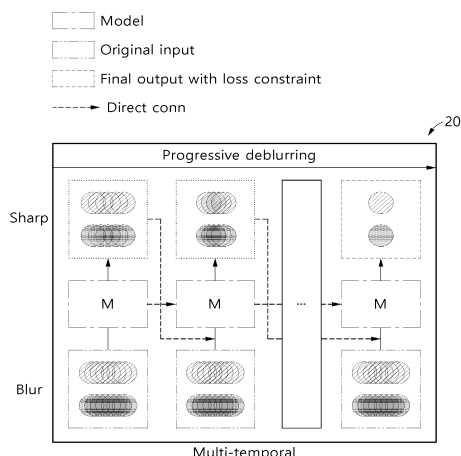 Model
Original input
Final output with loss constraint
Direct conn
20
Progressive deblurring
Sharp
M M ... M
Blur
Multi-temporal